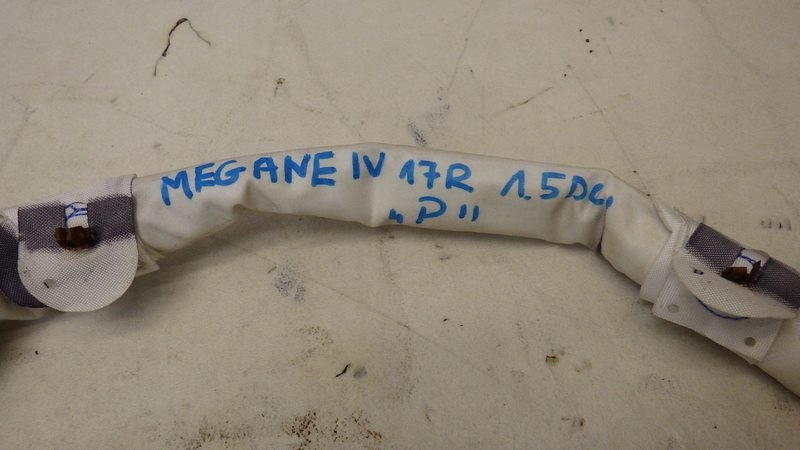 MEGANE IV 17R 1.5DCi
„P"